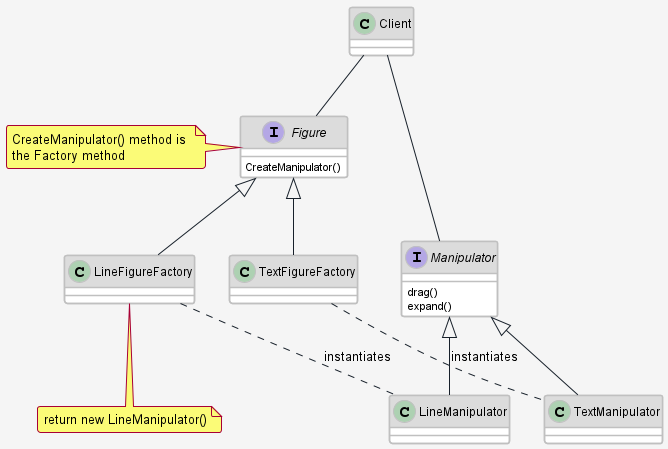 C Client
CreateManipulator() method is
the Factory method
I Figure
CreateManipulator()
C LineFigureFactory
C TextFigureFactory
I Manipulator
drag()
expand()
instantiates
instantiates
return new LineManipulator()
C LineManipulator
C TextManipulator